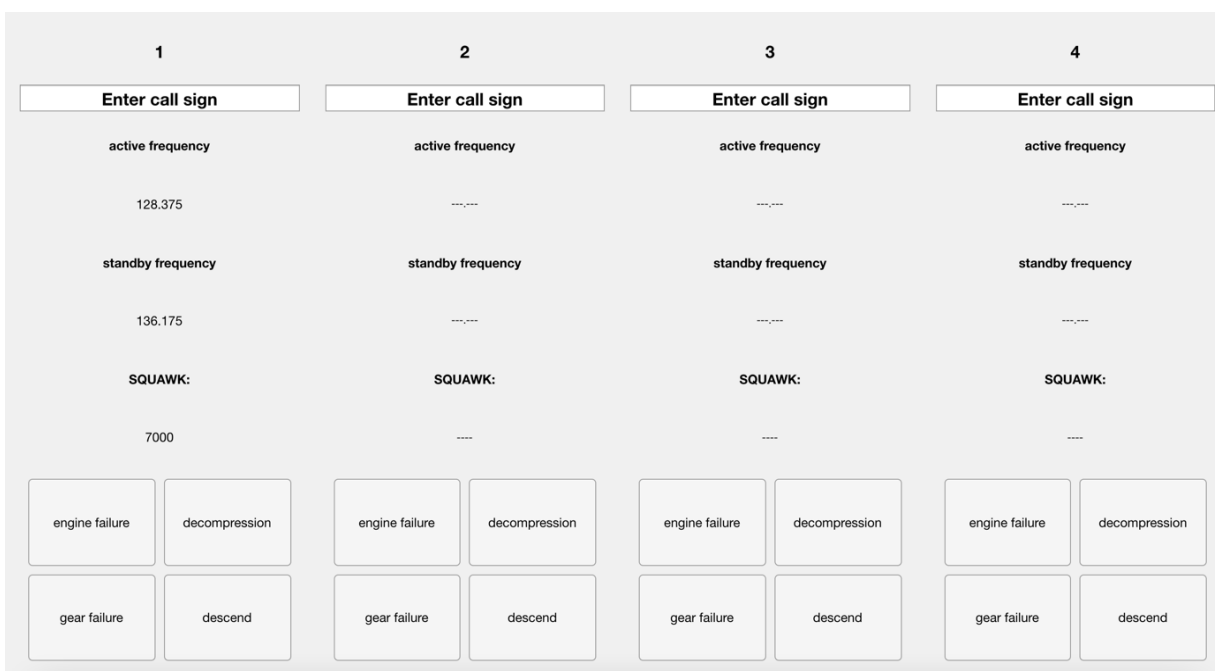 1 2 3 4
Enter call sign Enter call sign Enter call sign Enter call sign
active frequency active frequency active frequency active frequency
128.375 ---.--- ---.--- ---.---
standby frequency standby frequency standby frequency standby frequency
136.175 ---.--- ---.--- ---.---
SQUAWK: SQUAWK: SQUAWK: SQUAWK:
7000 ---- ---- ----
engine failure decompression engine failure decompression engine failure decompression engine failure decompression
gear failure descend gear failure descend gear failure descend gear failure descend